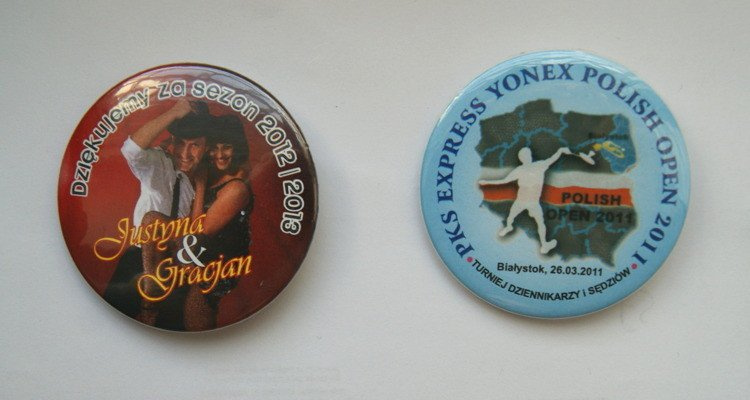 Dziękujemy za sezon 2012 / 2013
Justyna
&
Gracjan
• PKS EXPRESS YONEX POLISH OPEN 2011 •
POLISH
OPEN 2011
Białystok, 26.03.2011
TURNIEJ DZIENNIKARZY i SĘDZIÓW